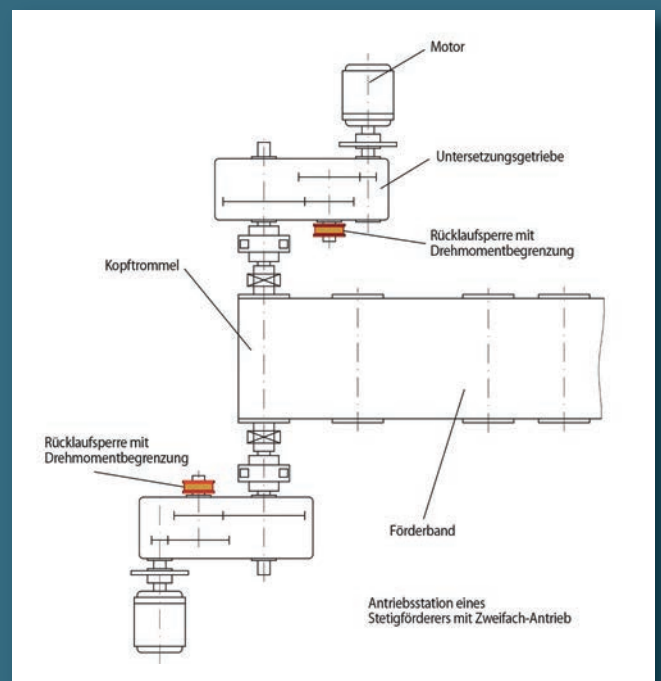 Motor
Untersetzungsgetriebe
Rücklaufsperre mit
Drehmomentbegrenzung
Kopftrommel
Rücklaufsperre mit
Drehmomentbegrenzung
Förderband
Antriebsstation eines
Stetigförderers mit Zweifach-Antrieb